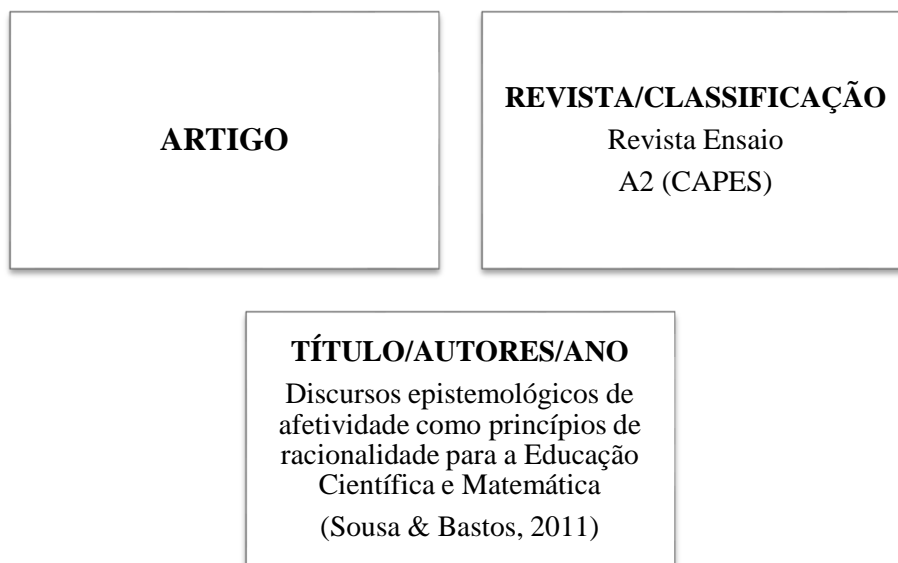 ARTIGO
REVISTA/CLASSIFICAÇÃO
Revista Ensaio
A2 (CAPES)
TÍTULO/AUTORES/ANO
Discursos epistemológicos de
afetividade como princípios de
racionalidade para a Educação
Científica e Matemática
(Sousa & Bastos, 2011)